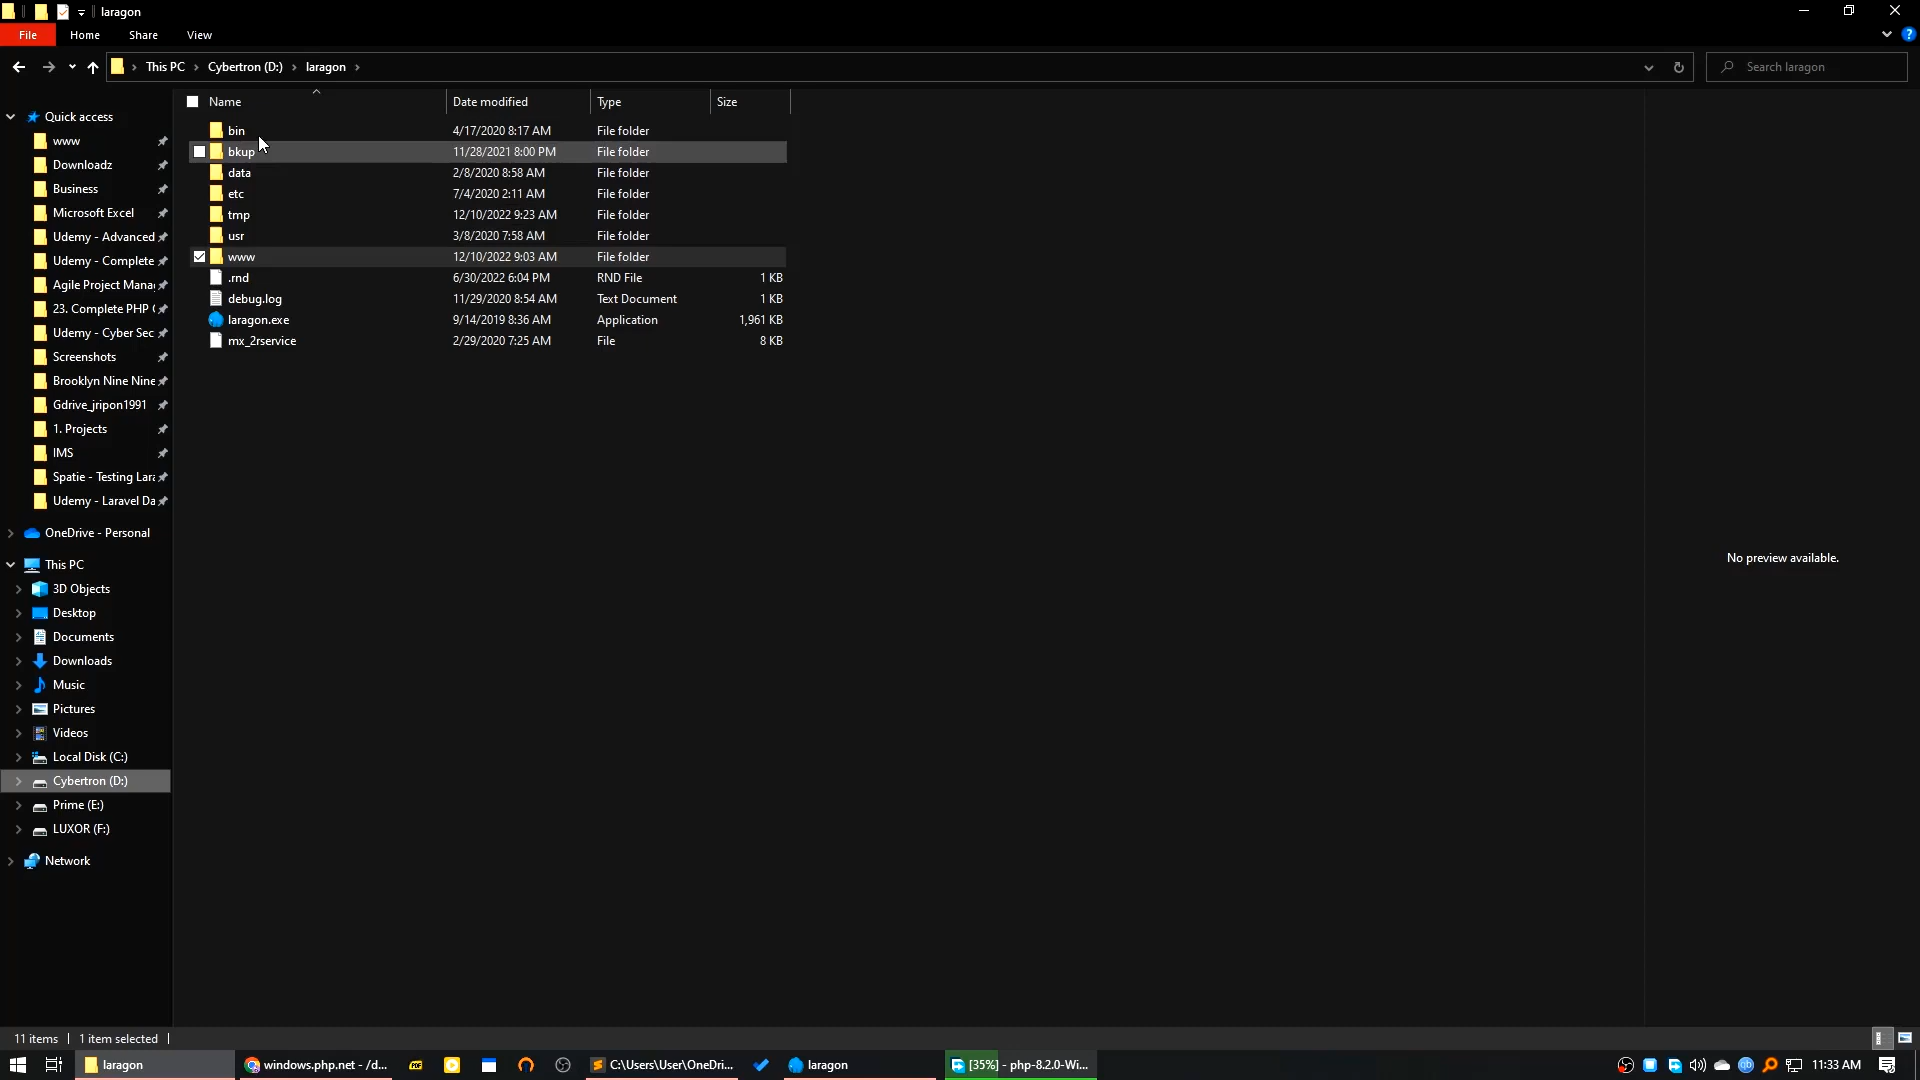 laragon
File
Home
Share
View
This PC
Cybertron (D:)
laragon
Search laragon
Name
Date modified
Type
Size
Quick access
www
Downloadz
Business
Microsoft Excel
Udemy - Advanced
Udemy - Complete
Agile Project Mana
23. Complete PHP
Udemy - Cyber Sec
Screenshots
Brooklyn Nine Nine
Gdrive_jripon1991
1. Projects
IMS
Spatie - Testing Lara
Udemy - Laravel Da
OneDrive - Personal
This PC
3D Objects
Desktop
Documents
Downloads
Music
Pictures
Videos
Local Disk (C:)
Cybertron (D:)
Prime (E:)
LUXOR (F:)
Network
bin 4/17/2020 8:17 AM File folder
bkup 11/28/2021 8:00 PM File folder
data 2/8/2020 8:58 AM File folder
etc 7/4/2020 2:11 AM File folder
tmp 12/10/2022 9:23 AM File folder
usr 3/8/2020 7:58 AM File folder
www 12/10/2022 9:03 AM File folder
.rnd 6/30/2022 6:04 PM RND File 1 KB
debug.log 11/29/2020 8:54 AM Text Document 1 KB
laragon.exe 9/14/2019 8:36 AM Application 1,961 KB
mx_2rservice 2/29/2020 7:25 AM File 8 KB
No preview available.
11 items
1 item selected
laragon
windows.php.net - /d...
C:\Users\User\OneDri...
laragon
[35%] - php-8.2.0-Wi...
11:33 AM